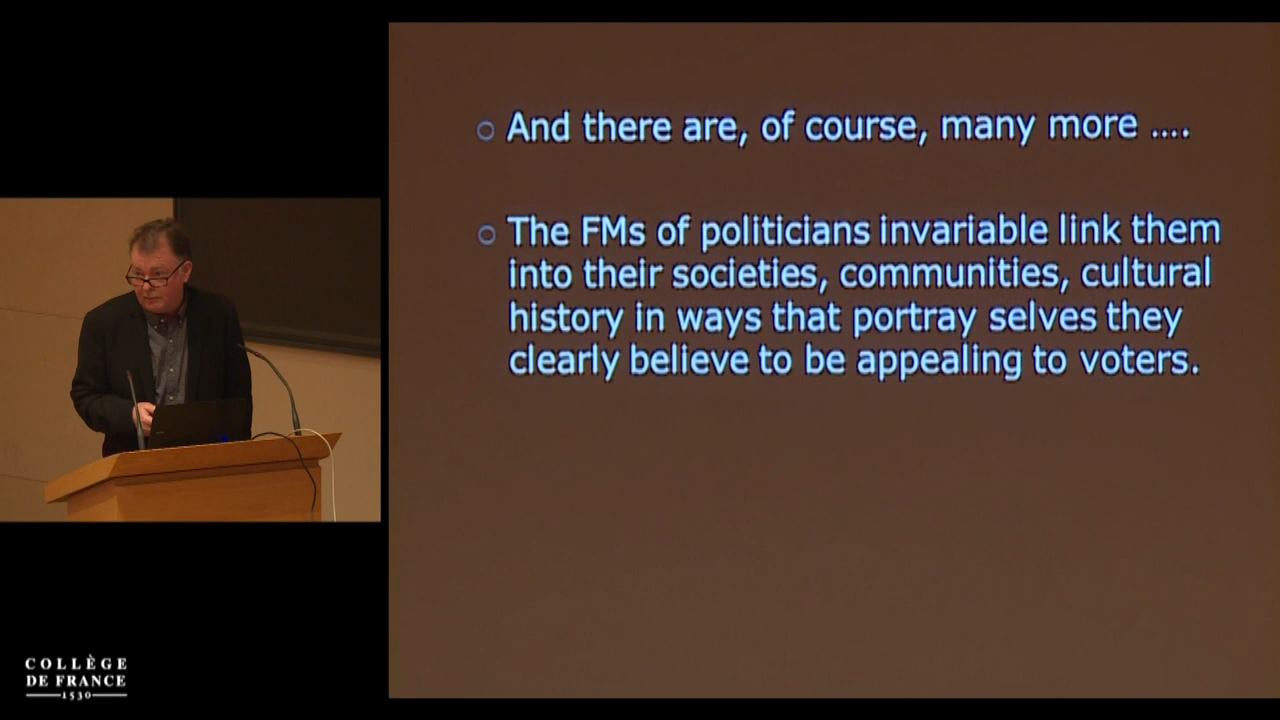 And there are, of course, many more ....
The FMs of politicians invariable link them
into their societies, communities, cultural
history in ways that portray selves they
clearly believe to be appealing to voters.
COLLÈGE
DE FRANCE
1530